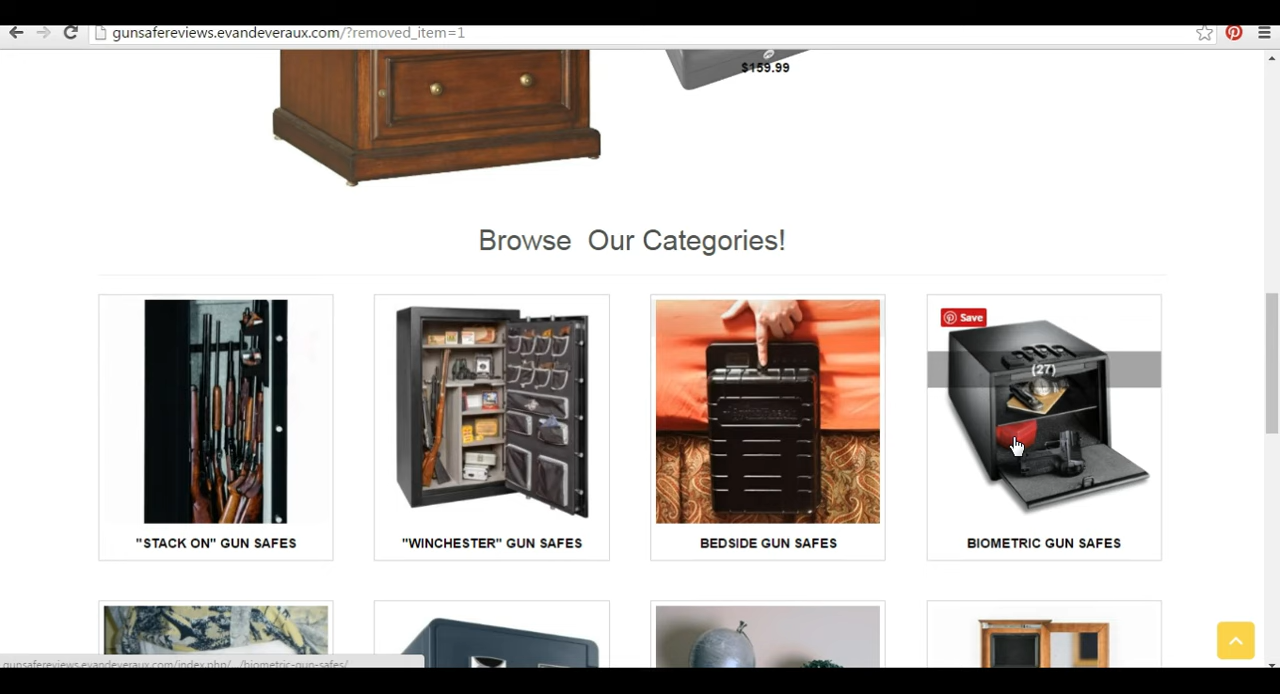 gunsafereviews.evandeveraux.com/?removed_item=1
$159.99
Browse Our Categories!
Save
(27)
"STACK ON" GUN SAFES
"WINCHESTER" GUN SAFES
BEDSIDE GUN SAFES
BIOMETRIC GUN SAFES
gunsafereviews.evandeveraux.com/index.php/.../biometric-gun-safes/